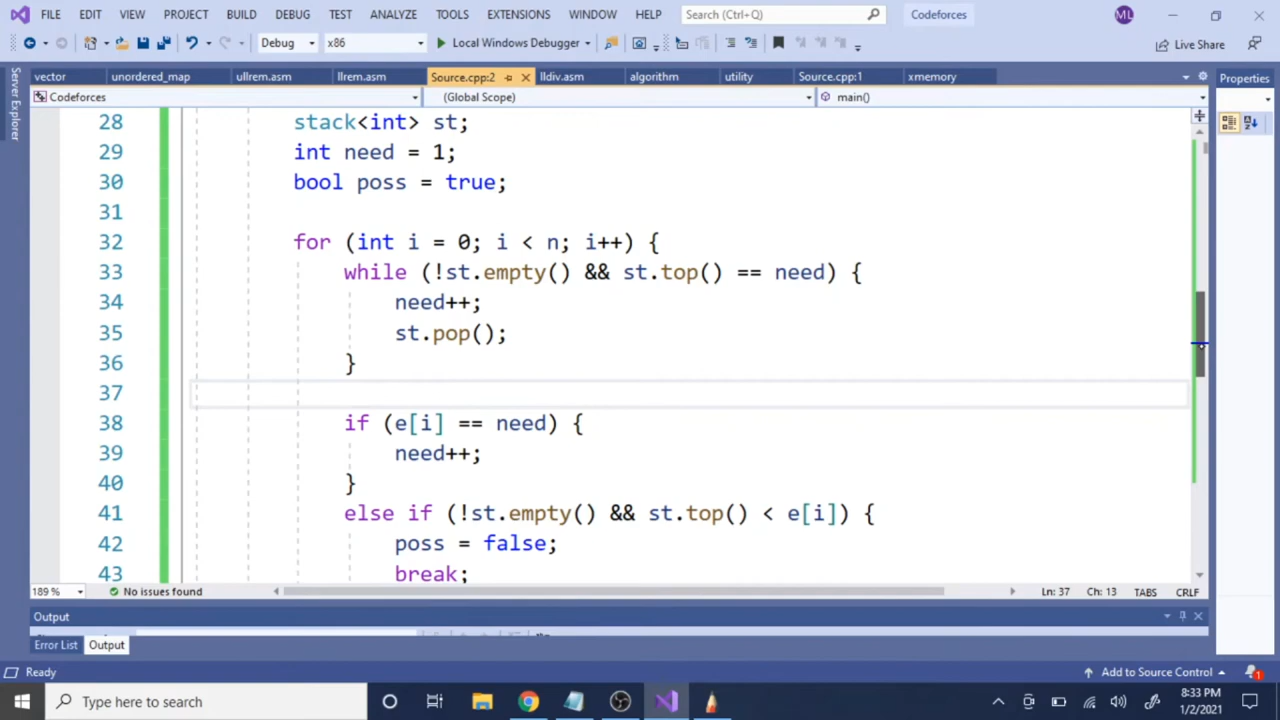 FILE EDIT VIEW PROJECT BUILD DEBUG TEST ANALYZE TOOLS EXTENSIONS WINDOW HELP Search (Ctrl+Q) Codeforces ML
Debug x86 Local Windows Debugger Live Share
vector unordered_map ullrem.asm llrem.asm Source.cpp:2 lldiv.asm algorithm utility Source.cpp:1 xmemory
Server Explorer
Properties
Codeforces (Global Scope) main()
28 stack<int> st;
29 int need = 1;
30 bool poss = true;
31
32 for (int i = 0; i < n; i++) {
33 while (!st.empty() && st.top() == need) {
34 need++;
35 st.pop();
36 }
37
38 if (e[i] == need) {
39 need++;
40 }
41 else if (!st.empty() && st.top() < e[i]) {
42 poss = false;
43 break;
189 % No issues found Ln: 37 Ch: 13 TABS CRLF
Output
Error List Output
Ready Add to Source Control 1
Type here to search
8:33 PM
1/2/2021